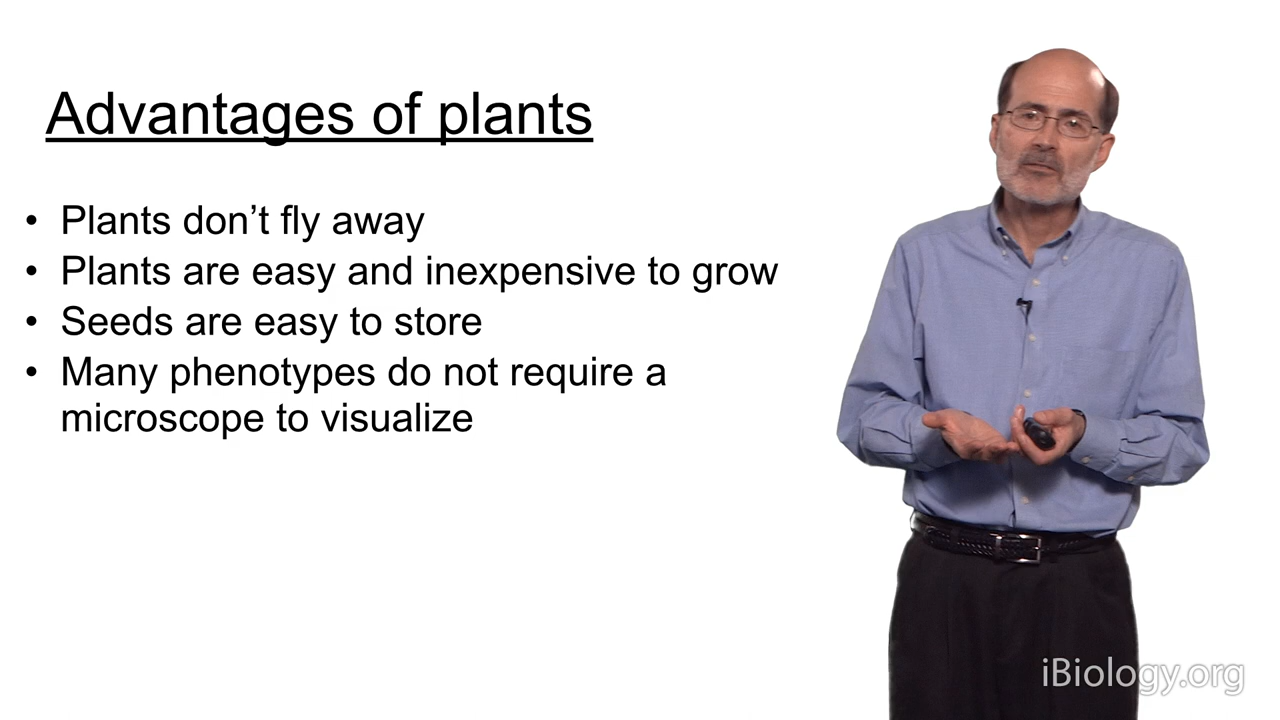 Advantages of plants
• Plants don’t fly away
• Plants are easy and inexpensive to grow
• Seeds are easy to store
• Many phenotypes do not require a
microscope to visualize
iBiology.org